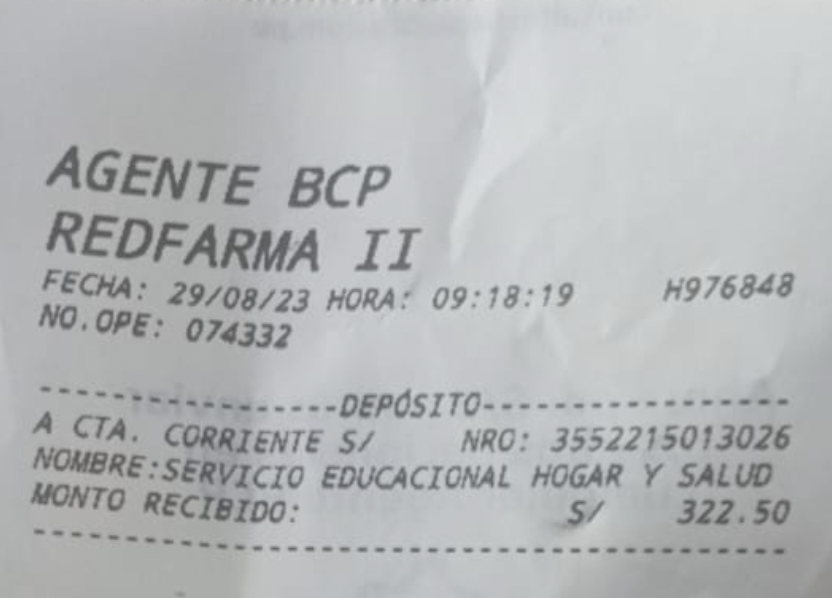 AGENTE BCP
REDFARMA II
FECHA: 29/08/23 HORA: 09:18:19 H976848
NO.OPE: 074332
-----------------DEPÓSITO-----------------
A CTA. CORRIENTE S/ NRO: 3552215013026
NOMBRE:SERVICIO EDUCACIONAL HOGAR Y SALUD
MONTO RECIBIDO: S/ 322.50
------------------------------------------